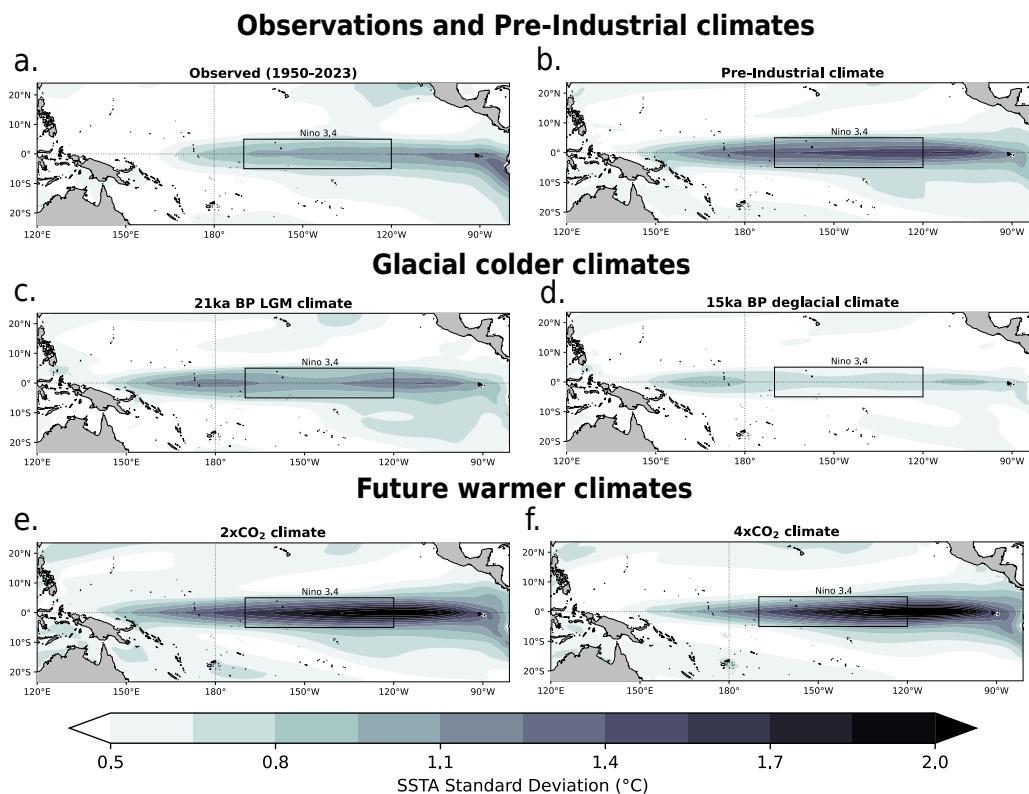 Observations and Pre-Industrial climates
a.
Observed (1950-2023)
20°N
10°N
0°
10°S
20°S
Nino 3.4
120°E 150°E 180° 150°W 120°W 90°W
b.
Pre-Industrial climate
20°N
10°N
0°
10°S
20°S
Nino 3.4
120°E 150°E 180° 150°W 120°W 90°W
Glacial colder climates
c.
21ka BP LGM climate
20°N
10°N
0°
10°S
20°S
Nino 3.4
120°E 150°E 180° 150°W 120°W 90°W
d.
15ka BP deglacial climate
20°N
10°N
0°
10°S
20°S
Nino 3.4
120°E 150°E 180° 150°W 120°W 90°W
Future warmer climates
e.
2xCO₂ climate
20°N
10°N
0°
10°S
20°S
Nino 3.4
120°E 150°E 180° 150°W 120°W 90°W
f.
4xCO₂ climate
20°N
10°N
0°
10°S
20°S
Nino 3.4
120°E 150°E 180° 150°W 120°W 90°W
0.5 0.8 1.1 1.4 1.7 2.0
SSTA Standard Deviation (°C)